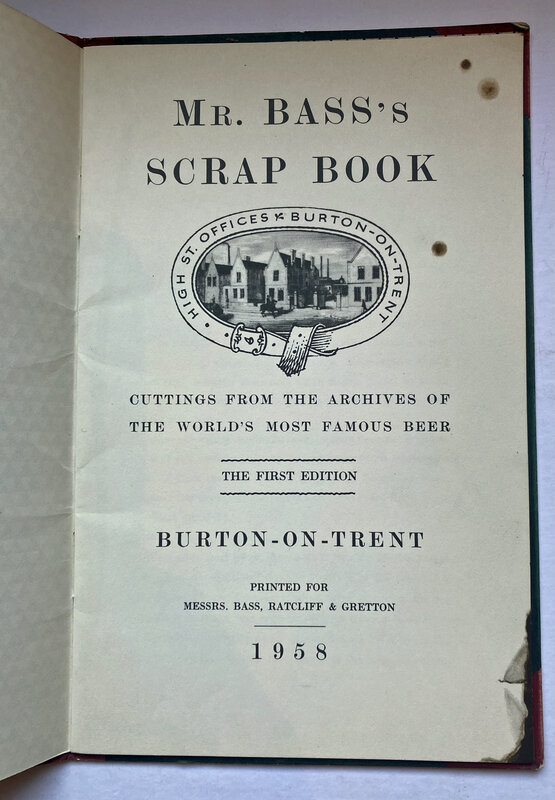 Mr. BASS's
SCRAP BOOK
HIGH ST. OFFICES BURTON-ON-TRENT
CUTTINGS FROM THE ARCHIVES OF
THE WORLD'S MOST FAMOUS BEER
THE FIRST EDITION
BURTON-ON-TRENT
PRINTED FOR
MESSRS. BASS, RATCLIFF & GRETTON
1958